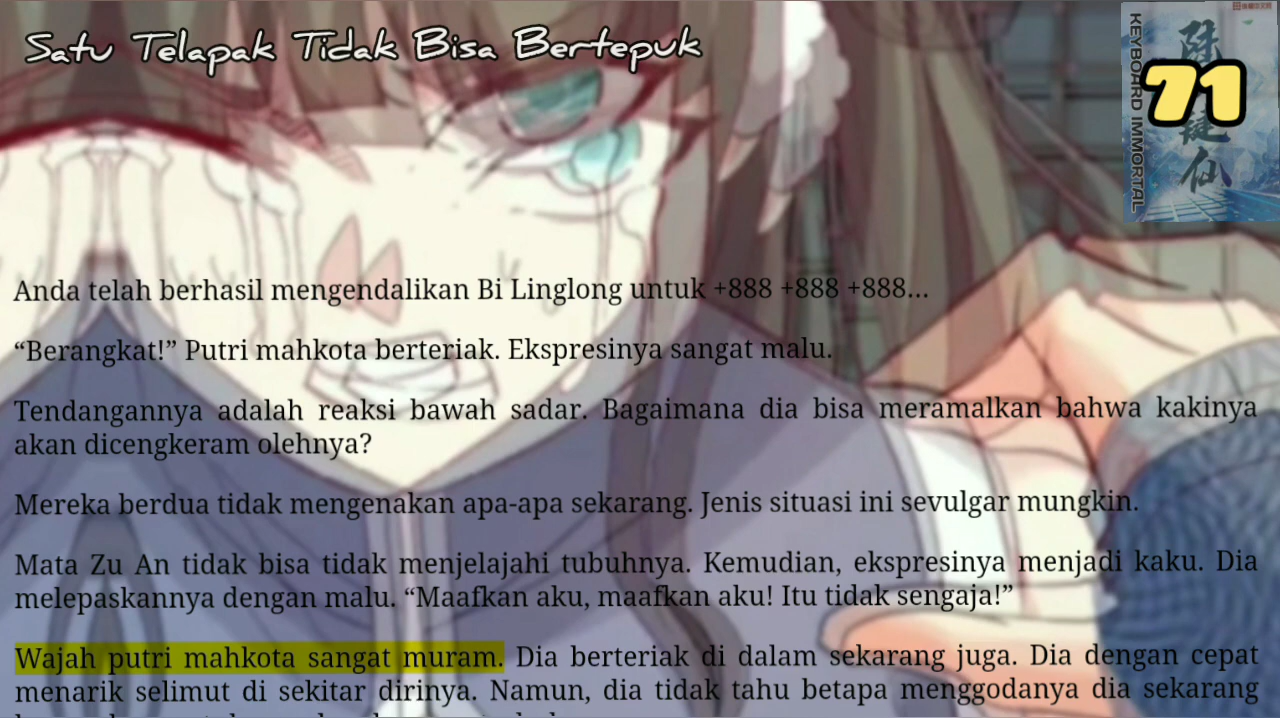 Satu Telapak Tidak Bisa Bertepuk
71
KEYBOARD IMMORTAL
Anda telah berhasil mengendalikan Bi Linglong untuk +888 +888 +888...
“Berangkat!” Putri mahkota berteriak. Ekspresinya sangat malu.
Tendangannya adalah reaksi bawah sadar. Bagaimana dia bisa meramalkan bahwa kakinya
akan dicengkeram olehnya?
Mereka berdua tidak mengenakan apa-apa sekarang. Jenis situasi ini sevulgar mungkin.
Mata Zu An tidak bisa tidak menjelajahi tubuhnya. Kemudian, ekspresinya menjadi kaku. Dia
melepaskannya dengan malu. “Maafkan aku, maafkan aku! Itu tidak sengaja!”
Wajah putri mahkota sangat muram. Dia berteriak di dalam sekarang juga. Dia dengan cepat
menarik selimut di sekitar dirinya. Namun, dia tidak tahu betapa menggodanya dia sekarang